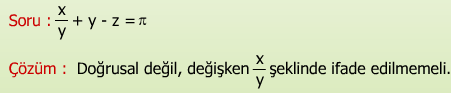 Soru : x/y + y - z = π
Çözüm : Doğrusal değil, değişken x/y şeklinde ifade edilmemeli.